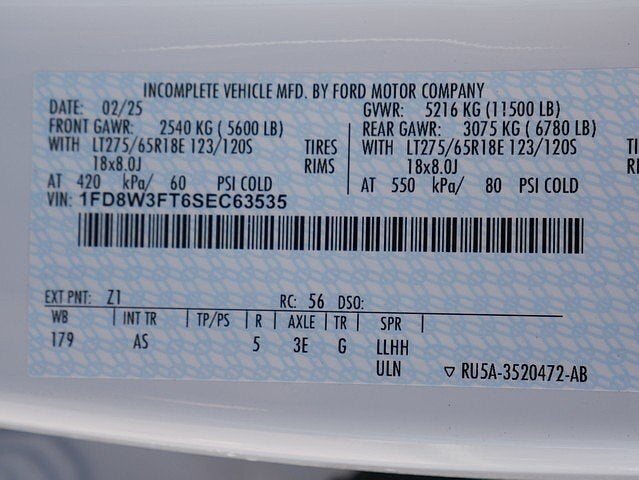 INCOMPLETE VEHICLE MFD. BY FORD MOTOR COMPANY
DATE: 02/25 GVWR: 5216 KG (11500 LB)
FRONT GAWR: 2540 KG ( 5600 LB) REAR GAWR: 3075 KG ( 6780 LB)
WITH LT275/65R18E 123/120S TIRES WITH LT275/65R18E 123/120S TI
18x8.0J RIMS 18x8.0J RI
AT 420 kPa/ 60 PSI COLD AT 550 kPa/ 80 PSI COLD
VIN: 1FD8W3FT6SEC63535
EXT PNT: Z1 RC: 56 DSO:
WB | INT TR | TP/PS | R | AXLE | TR | SPR |
179 AS 5 3E G LLHH
ULN ▽ RU5A-3520472-AB